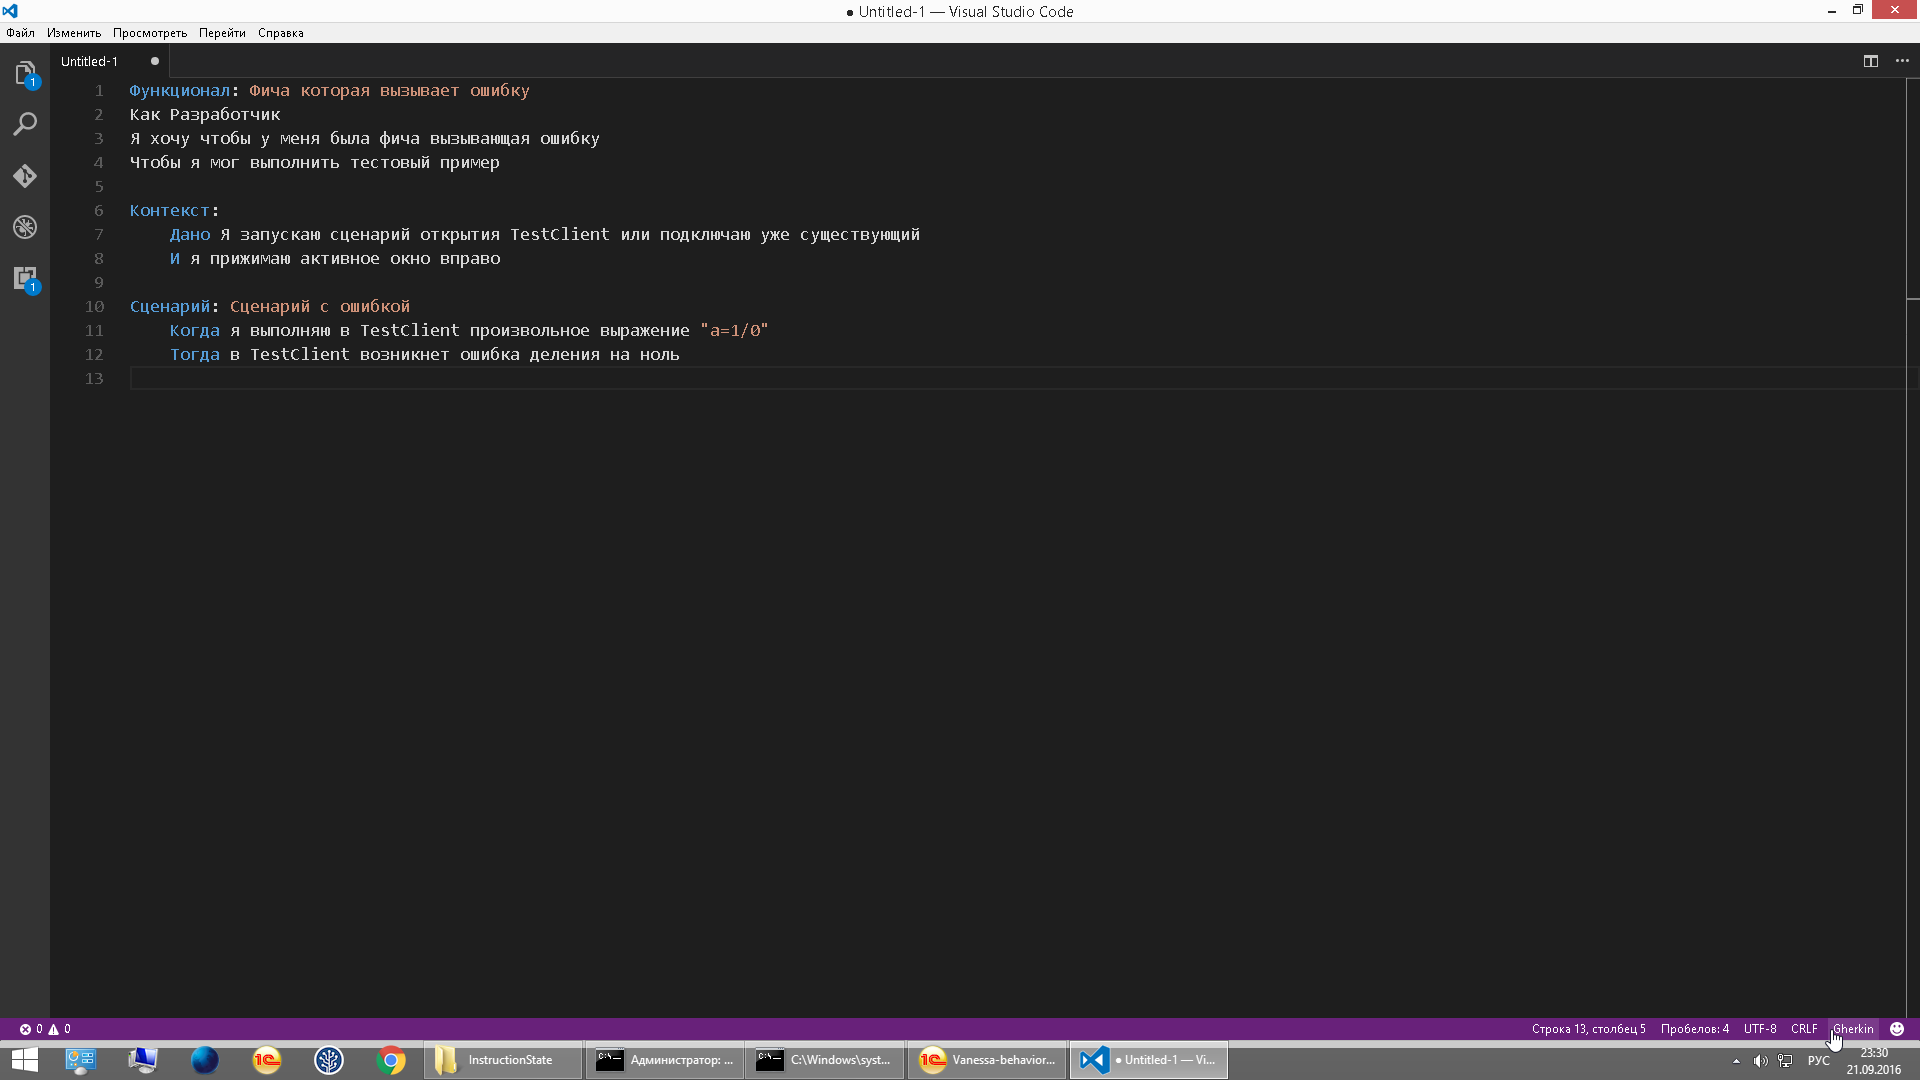 ● Untitled-1 — Visual Studio Code
Файл Изменить Просмотреть Перейти Справка
Untitled-1 ●
1 Функционал: Фича которая вызывает ошибку
2 Как Разработчик
3 Я хочу чтобы у меня была фича вызывающая ошибку
4 Чтобы я мог выполнить тестовый пример
5
6 Контекст:
7 Дано Я запускаю сценарий открытия TestClient или подключаю уже существующий
8 И я прижимаю активное окно вправо
9
10 Сценарий: Сценарий с ошибкой
11 Когда я выполняю в TestClient произвольное выражение "а=1/0"
12 Тогда в TestClient возникнет ошибка деления на ноль
13
1
1
0 0 Строка 13, столбец 5 Пробелов: 4 UTF-8 CRLF Gherkin
InstructionState Администратор: ... C:\Windows\syst... Vanessa-behavior... ● Untitled-1 — Vi... РУС 23:30
21.09.2016